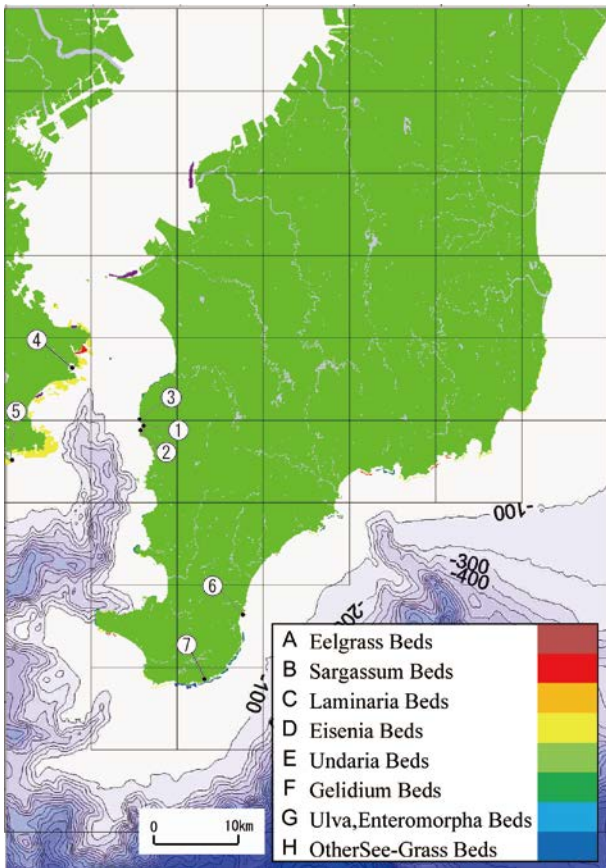 ④
⑤
③
①
②
⑥
⑦
-100
-300
-400
-200
-100
A Eelgrass Beds
B Sargassum Beds
C Laminaria Beds
D Eisenia Beds
E Undaria Beds
F Gelidium Beds
G Ulva,Enteromorpha Beds
H OtherSee-Grass Beds
0 10km